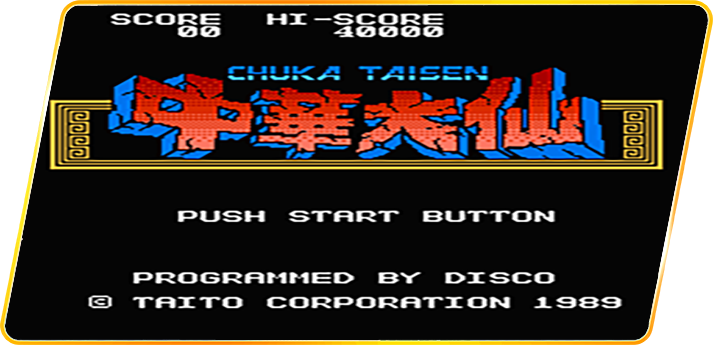 SCORE HI-SCORE
00 40000
CHUKA TAISEN
中華大仙
PUSH START BUTTON
PROGRAMMED BY DISCO
© TAITO CORPORATION 1989